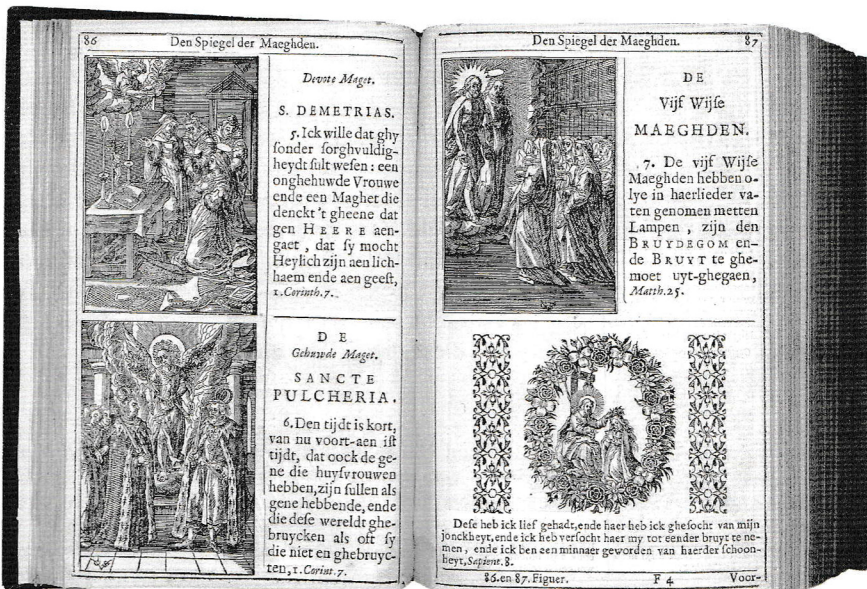 86 Den Spiegel der Maeghden.
Devote Maget.
S. DEMETRIAS.
5. Ick wille dat ghy
sonder sorghvuldig-
heydt sult wesen : een
onghehuwde Vrouwe
ende een Maghet die
denckt 't gheene dat
gen HEERE aen-
gaet , dat sy mocht
Heylich zijn aen lich-
haem ende aen geest,
1. Corinth. 7.
DE
Gehuwde Maget.
SANCTE
PULCHERIA.
6. Den tijdt is kort,
van nu voort-aen ist
tijdt, dat oock de ge-
ne die huysvrouwen
hebben, zijn sullen als
gene hebbende, ende
die dese wereldt ghe-
bruycken als oft sy
die niet en ghebruyc-
ten, 1. Corint. 7.
Den Spiegel der Maeghden. 87
DE
Vijf Wijse
MAEGHDEN.
7. De vijf Wijse
Maeghden hebben o-
lye in haerlieder va-
ten genomen metten
Lampen , zijn den
BRUYDEGOM en-
de BRUYT te ghe-
moet uyt-ghegaen,
Matth. 25.
Dese heb ick lief gehadt, ende haer heb ick ghesocht van mijn
jonckheyt, ende ick heb versocht haer my tot eender bruyt te ne-
men , ende ick ben een minnaer geworden van haerder schoon-
heyt, Sapient. 8.
86. en 87. Figuer. F 4 Voor-